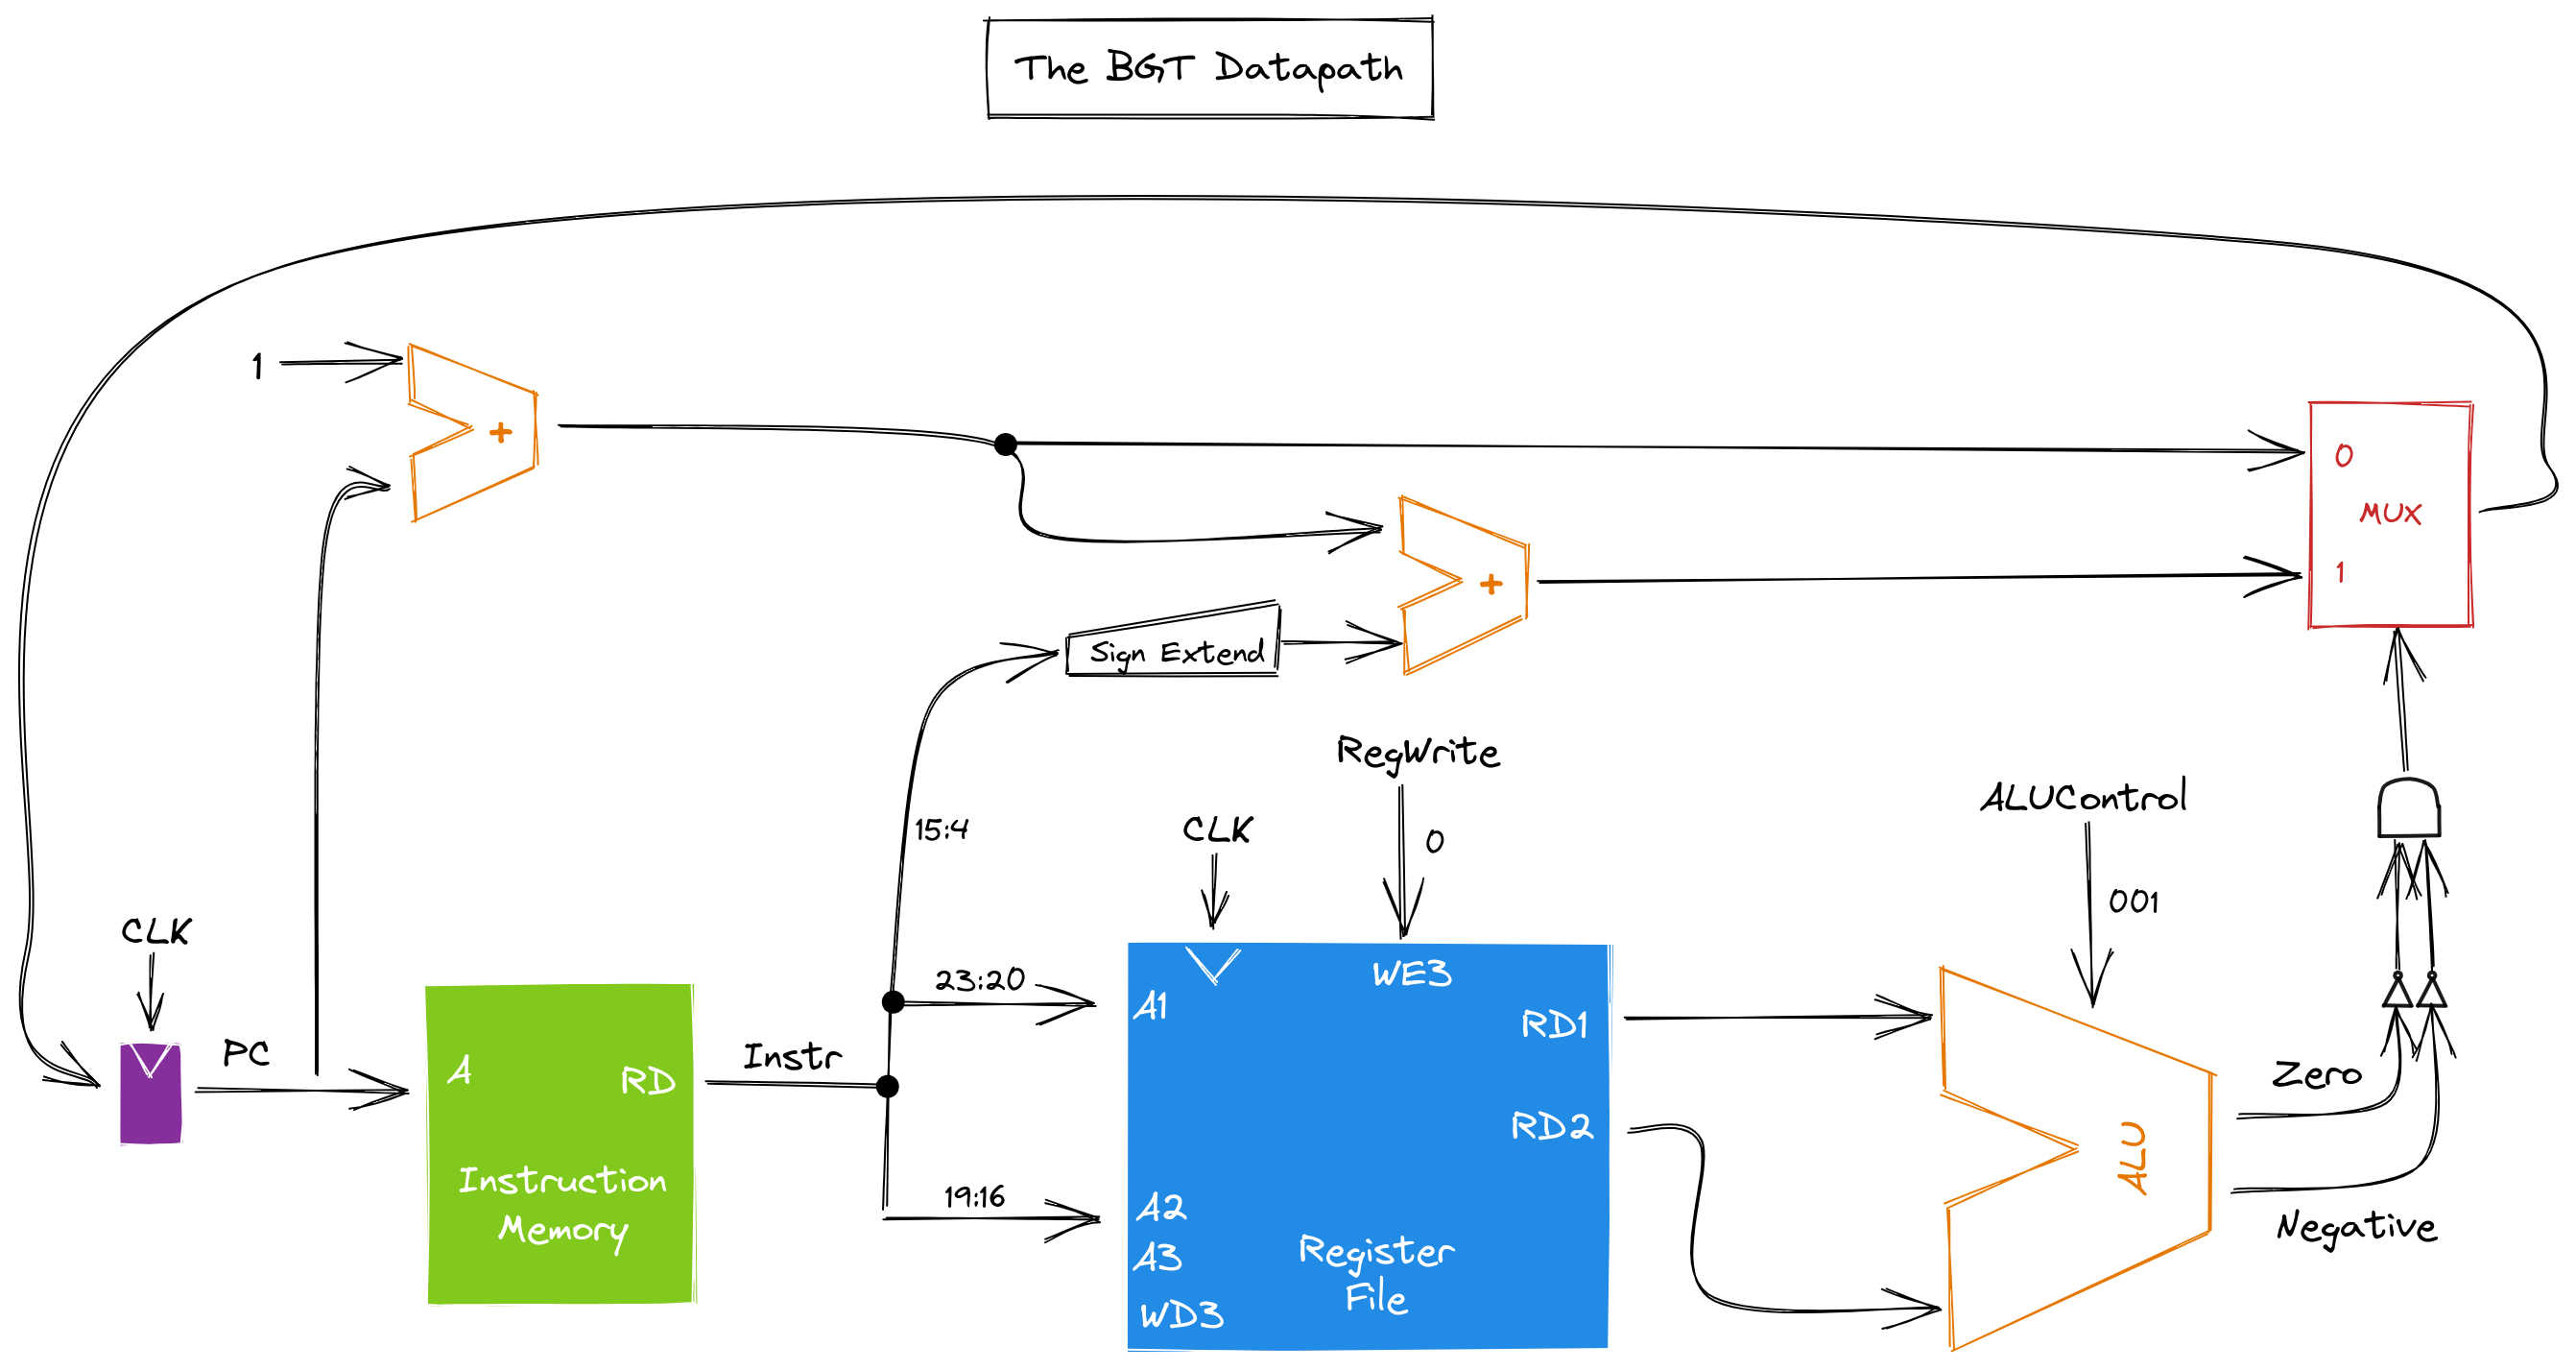 The BGT Datapath
1
+
0
MUX
1
+
Sign Extend
RegWrite
0
CLK
15:4
ALUControl
001
CLK
PC
A
RD
Instruction
Memory
Instr
23:20
19:16
WE3
A1
RD1
RD2
A2
A3
WD3
Register
File
ALU
Zero
Negative